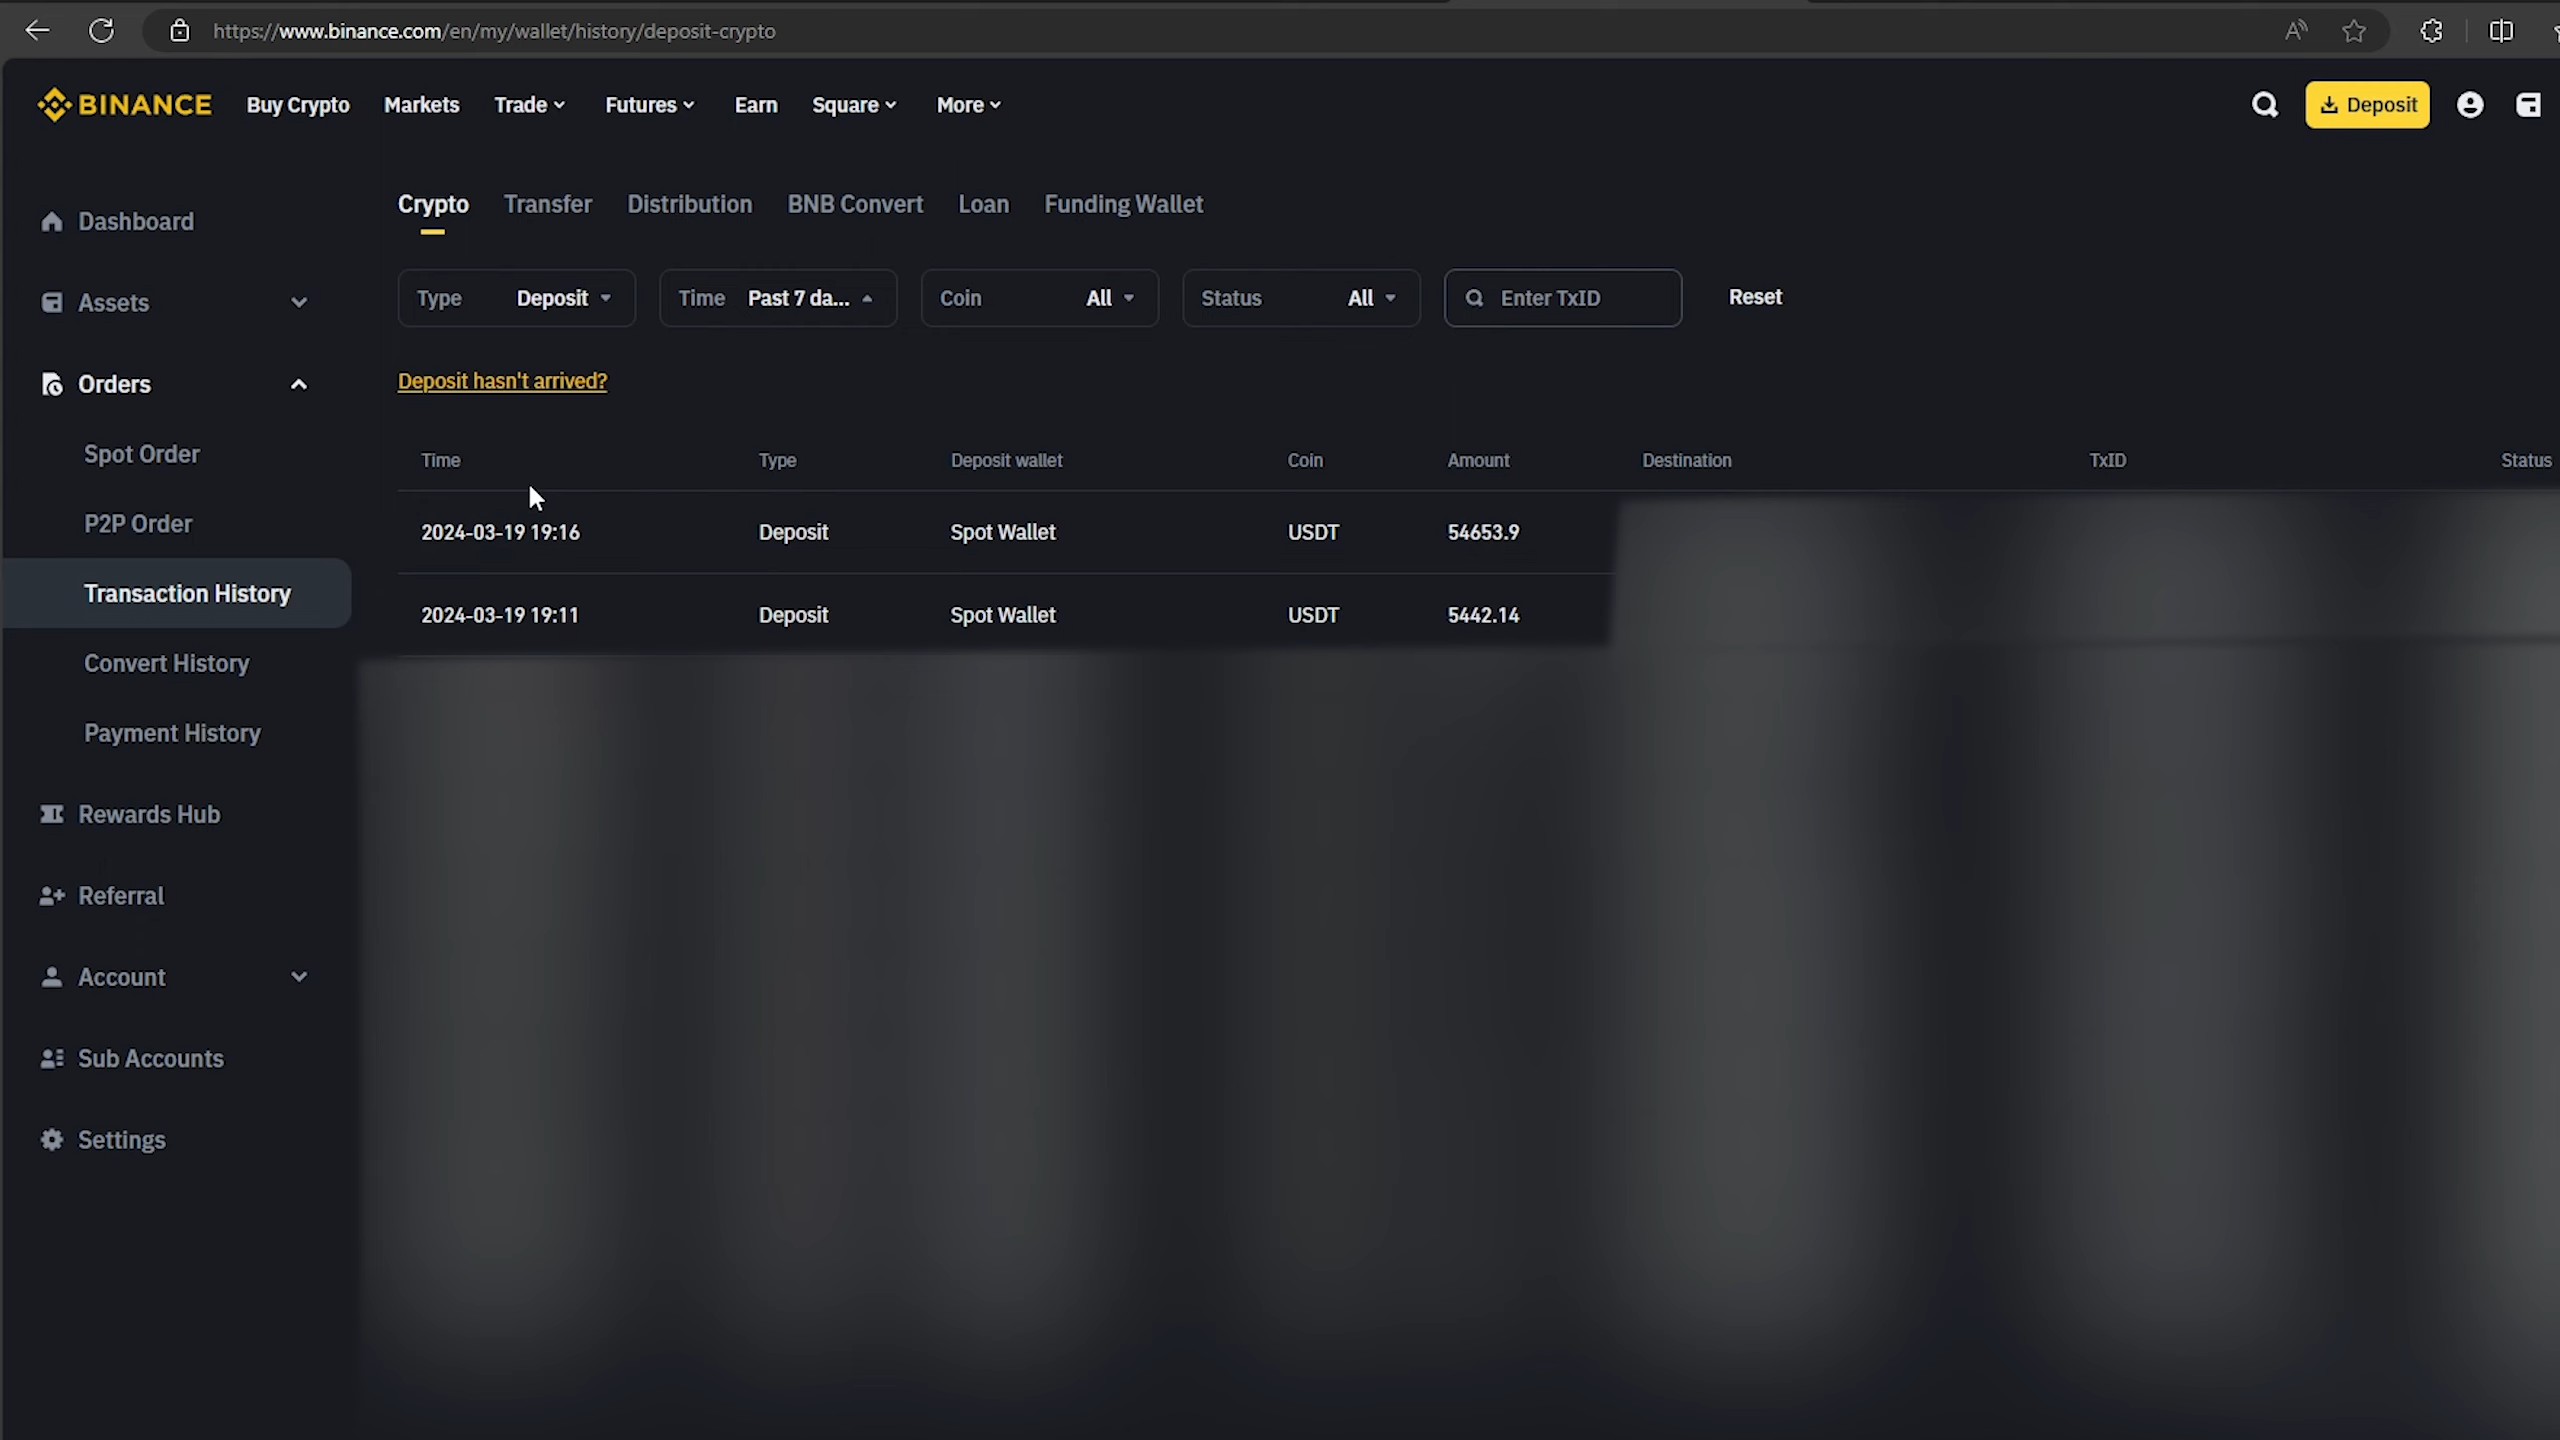 https://www.binance.com/en/my/wallet/history/deposit-crypto
BINANCE Buy Crypto Markets Trade Futures Earn Square More Deposit
Crypto Transfer Distribution BNB Convert Loan Funding Wallet
Type Deposit Time Past 7 da... Coin All Status All Enter TxID Reset
Deposit hasn't arrived?
Time Type Deposit wallet Coin Amount Destination TxID Status
2024-03-19 19:16 Deposit Spot Wallet USDT 54653.9
2024-03-19 19:11 Deposit Spot Wallet USDT 5442.14
Dashboard
Assets
Orders
Spot Order
P2P Order
Transaction History
Convert History
Payment History
Rewards Hub
Referral
Account
Sub Accounts
Settings